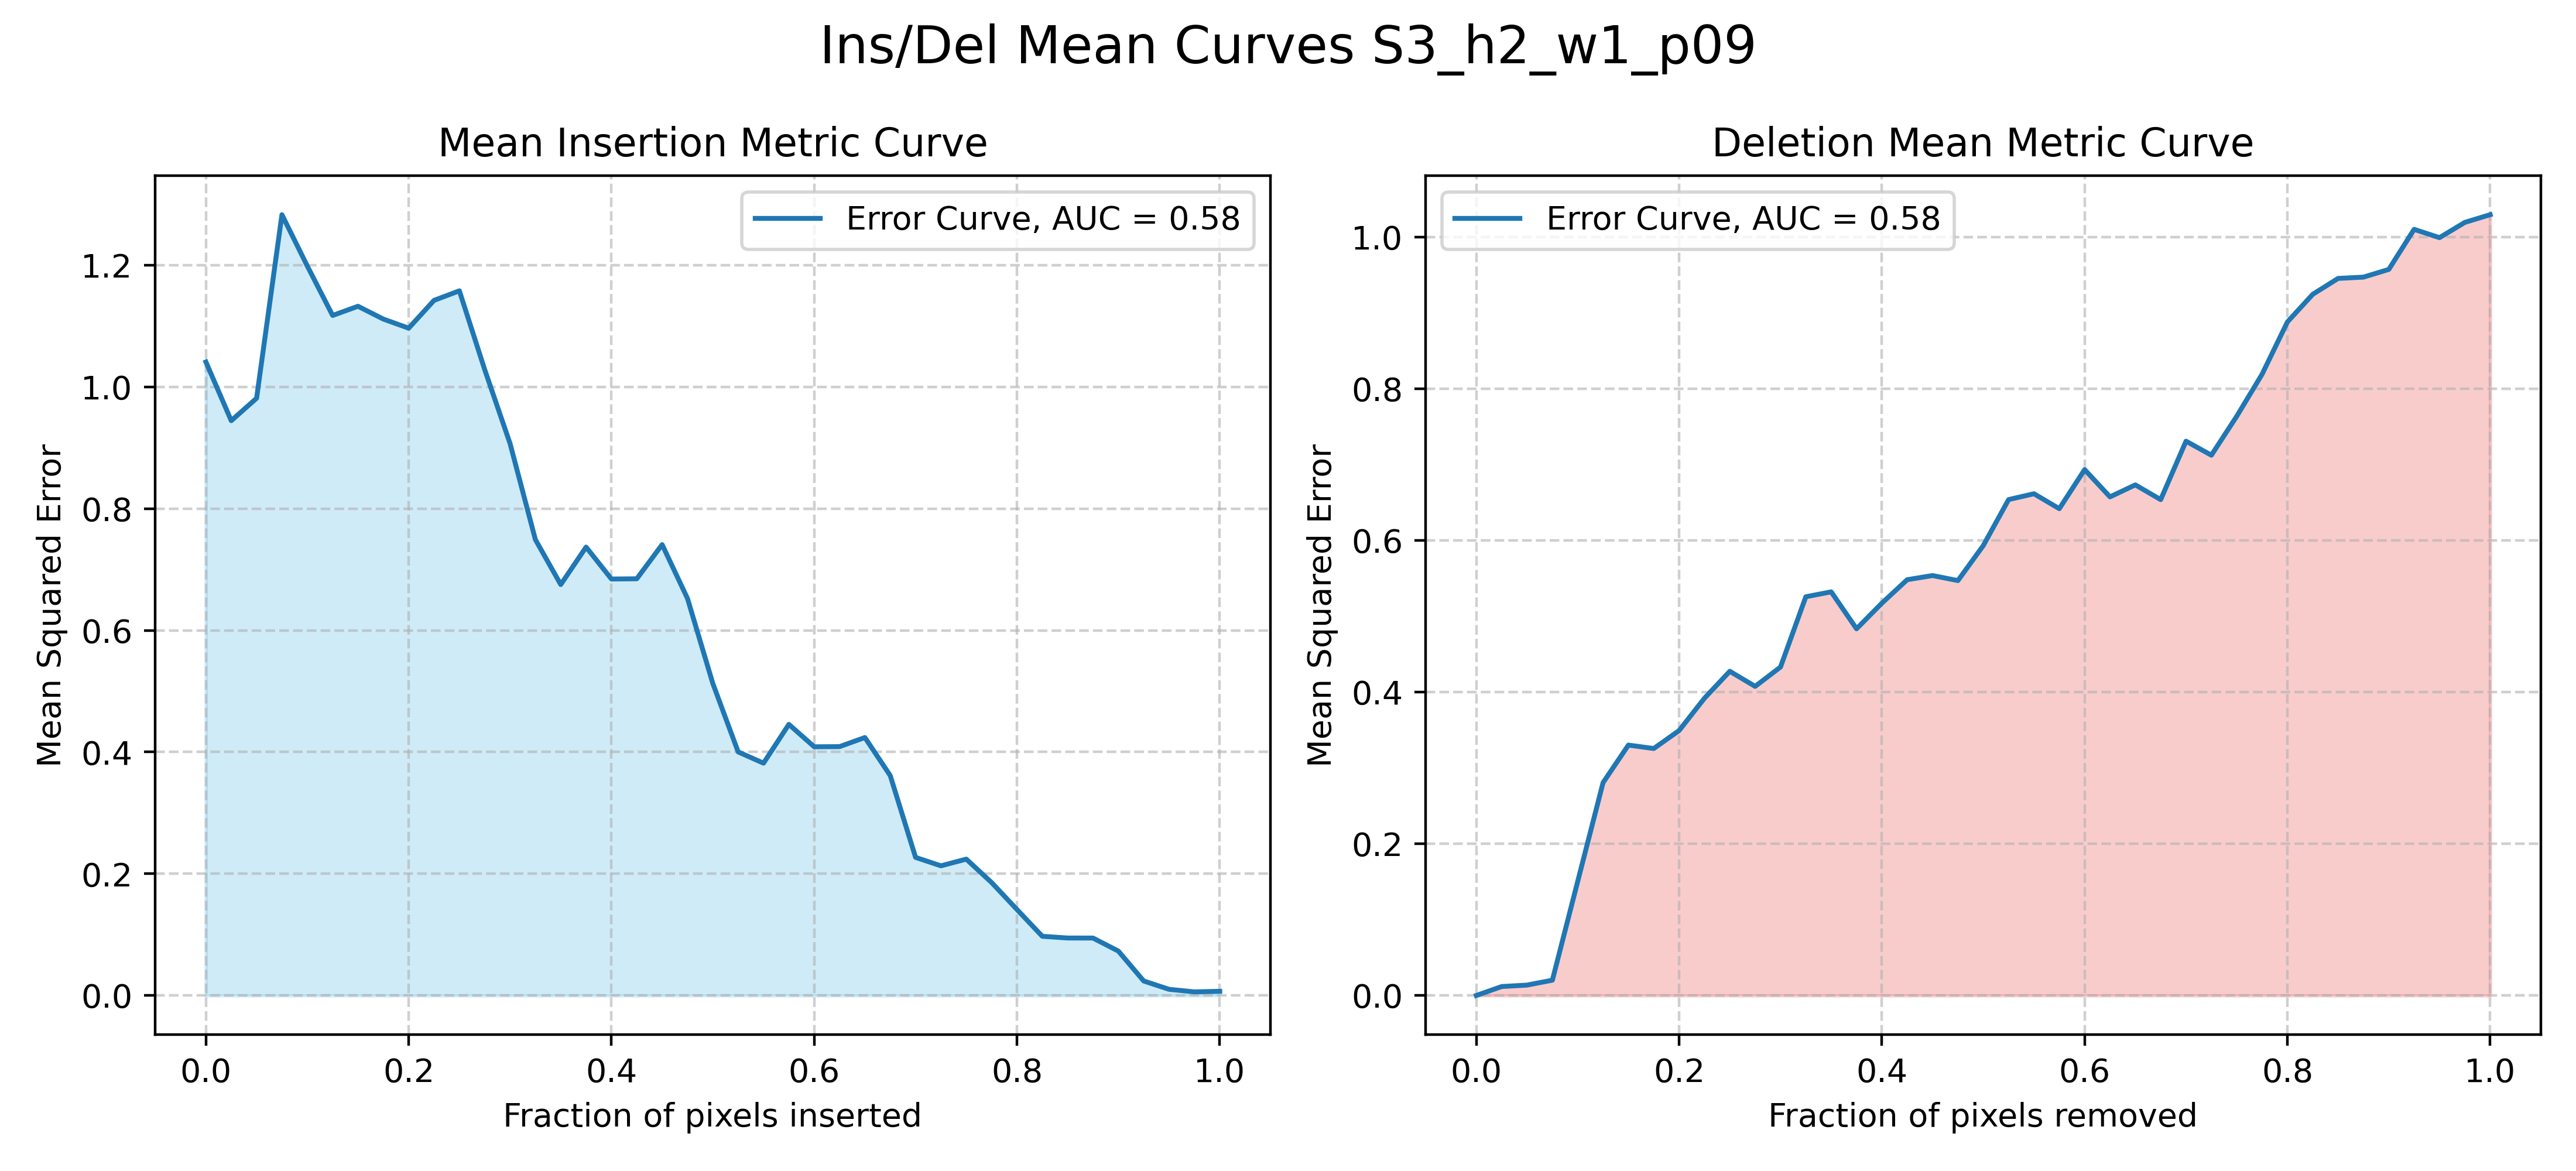 Ins/Del Mean Curves S3_h2_w1_p09
Mean Insertion Metric Curve
Error Curve, AUC = 0.58
Mean Squared Error
1.2
1.0
0.8
0.6
0.4
0.2
0.0
0.0 0.2 0.4 0.6 0.8 1.0
Fraction of pixels inserted
Deletion Mean Metric Curve
Error Curve, AUC = 0.58
Mean Squared Error
1.0
0.8
0.6
0.4
0.2
0.0
0.0 0.2 0.4 0.6 0.8 1.0
Fraction of pixels removed